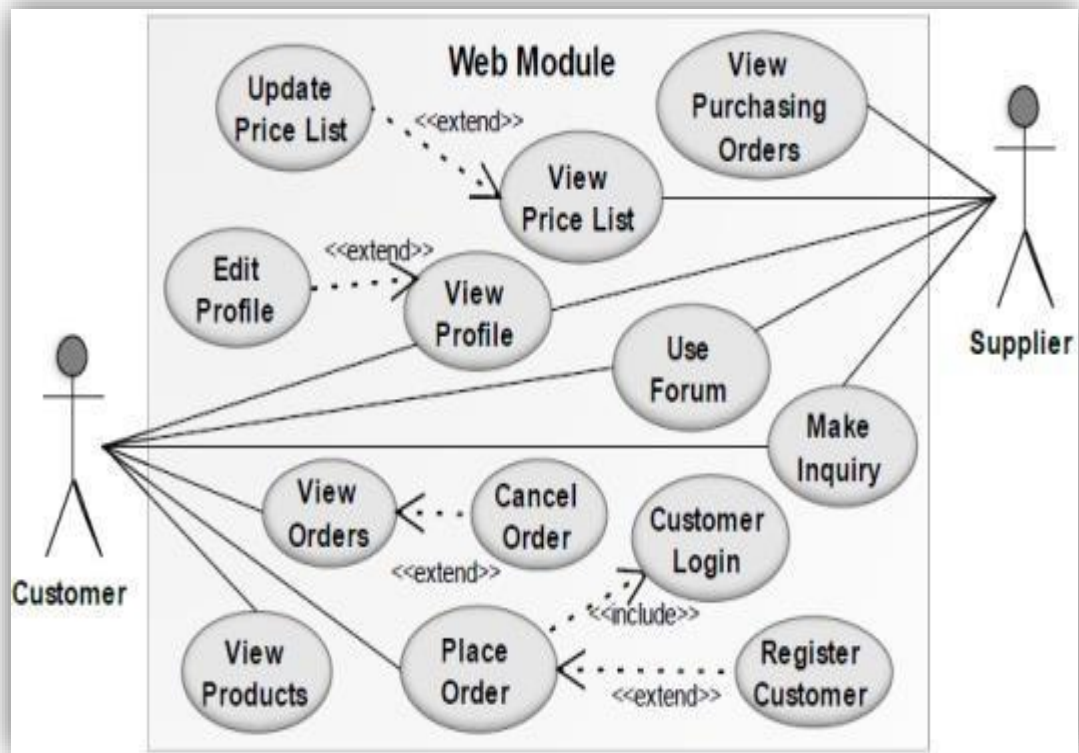 Web Module
Update
Price List
<<extend>>
View
Purchasing
Orders
View
Price List
<<extend>>
Edit
Profile
View
Profile
Use
Forum
Supplier
Make
Inquiry
View
Orders
Cancel
Order
<<extend>>
Customer
Login
Customer
<<include>>
View
Products
Place
Order
<<extend>>
Register
Customer